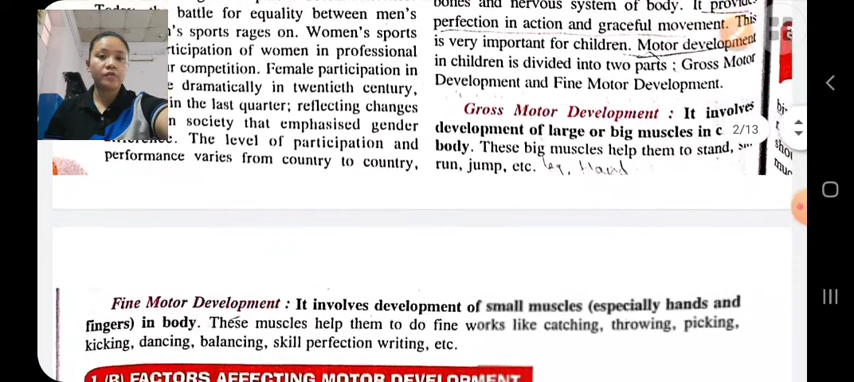 battle for equality between men's
's sports rages on. Women's sports
rticipation of women in professional
r competition. Female participation in
e dramatically in twentieth century,
in the last quarter; reflecting changes
n society that emphasised gender
The level of participation and
performance varies from country to country,
bones and nervous system of body. It
perfection in action and graceful movement. This
is very important for children. Motor development
in children is divided into two parts ; Gross Motor
Development and Fine Motor Development.
Gross Motor Development : It involves
development of large or big muscles in
body. These big muscles help them to stand,
run, jump, etc. leg, Hand
2/13
Fine Motor Development : It involves development of small muscles (especially hands and
fingers) in body. These muscles help them to do fine works like catching, throwing, picking,
kicking, dancing, balancing, skill perfection writing, etc.
1.(B) FACTORS AFFECTING MOTOR DEVELOPMENT